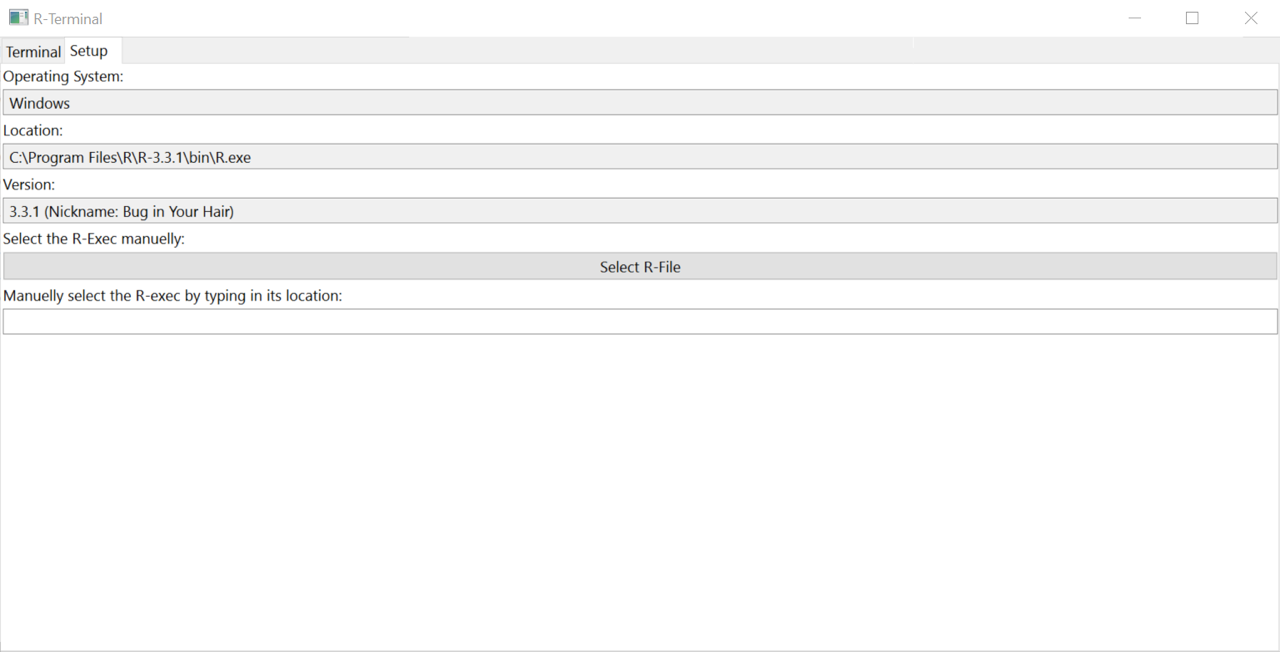 R-Terminal
Terminal Setup
Operating System:
Windows
Location:
C:\Program Files\R\R-3.3.1\bin\R.exe
Version:
3.3.1 (Nickname: Bug in Your Hair)
Select the R-Exec manuelly:
Select R-File
Manuelly select the R-exec by typing in its location: